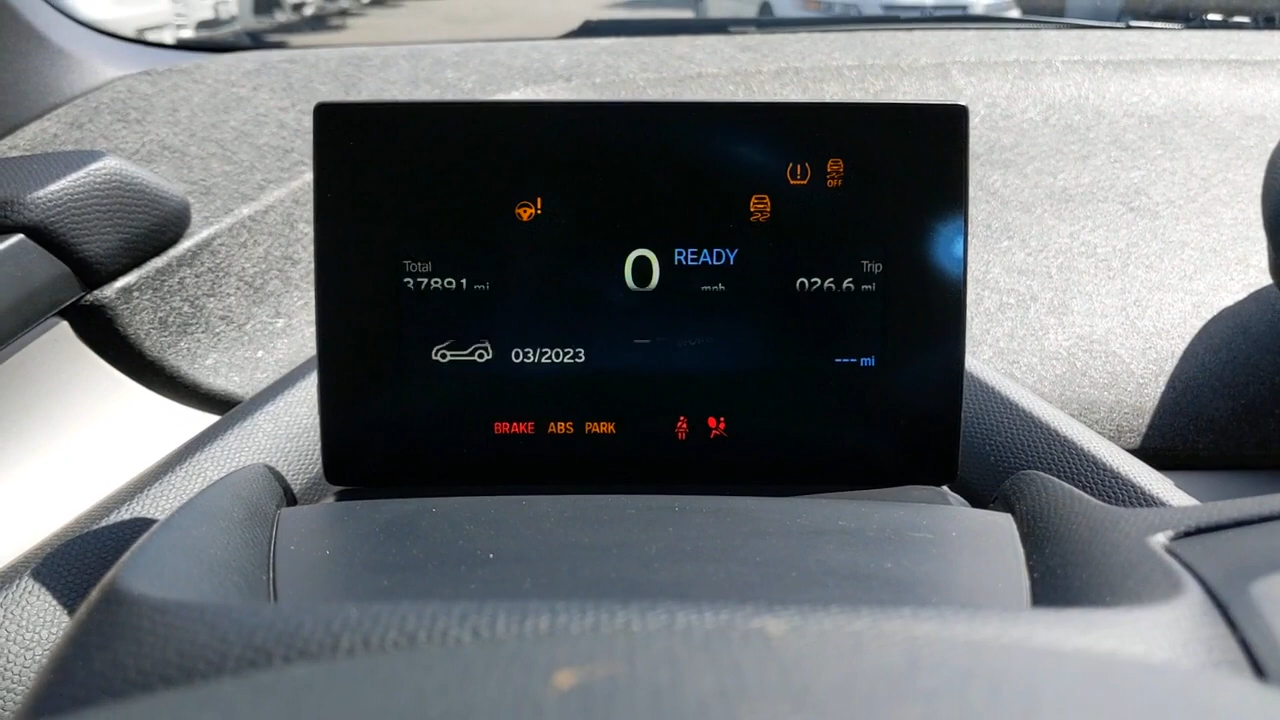 OFF
READY
Total
Trip
0
37891 mi
mph
026.6 mi
03/2023
--- mi
BRAKE ABS PARK